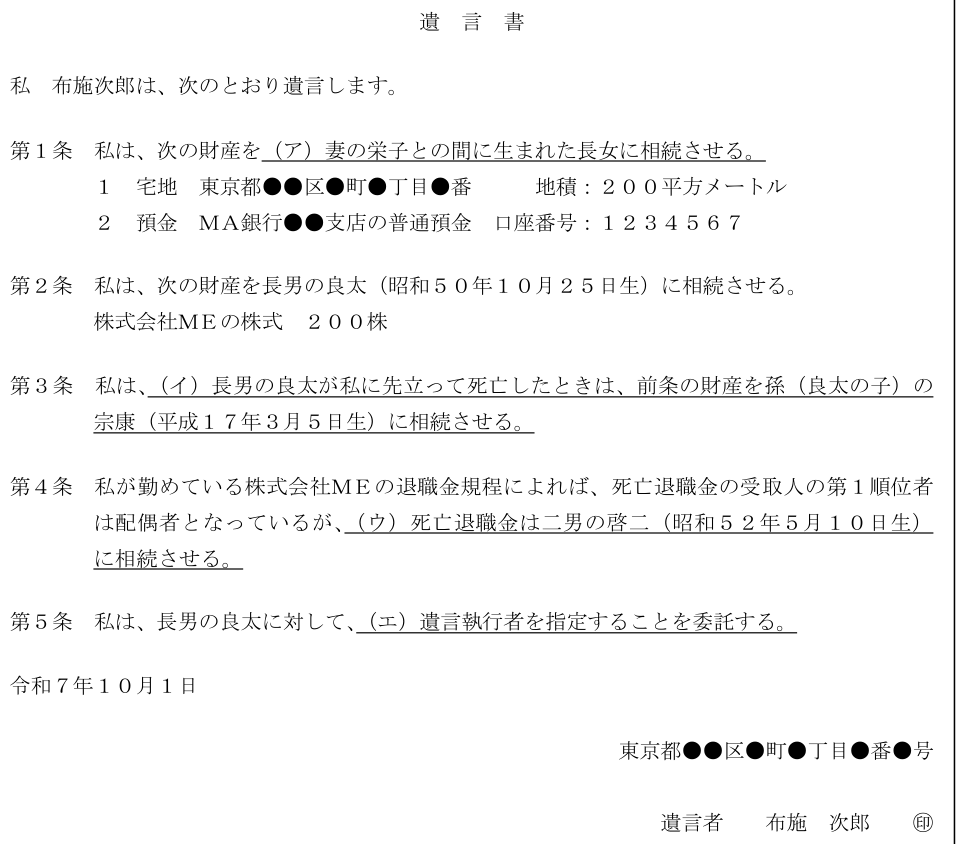 遺　言　書
私　布施次郎は、次のとおり遺言します。
第１条　私は、次の財産を（ア）妻の栄子との間に生まれた長女に相続させる。
１　宅地　東京都●●区●町●丁目●番　　　地積：２００平方メートル
２　預金　ＭＡ銀行●●支店の普通預金　口座番号：１２３４５６７
第２条　私は、次の財産を長男の良太（昭和５０年１０月２５日生）に相続させる。
株式会社ＭＥの株式　２００株
第３条　私は、（イ）長男の良太が私に先立って死亡したときは、前条の財産を孫（良太の子）の
宗康（平成１７年３月５日生）に相続させる。
第４条　私が勤めている株式会社ＭＥの退職金規程によれば、死亡退職金の受取人の第１順位者
は配偶者となっているが、（ウ）死亡退職金は二男の啓二（昭和５２年５月１０日生）
に相続させる。
第５条　私は、長男の良太に対して、（エ）遺言執行者を指定することを委託する。
令和７年１０月１日
東京都●●区●町●丁目●番●号
遺言者　　布施　次郎　　㊞